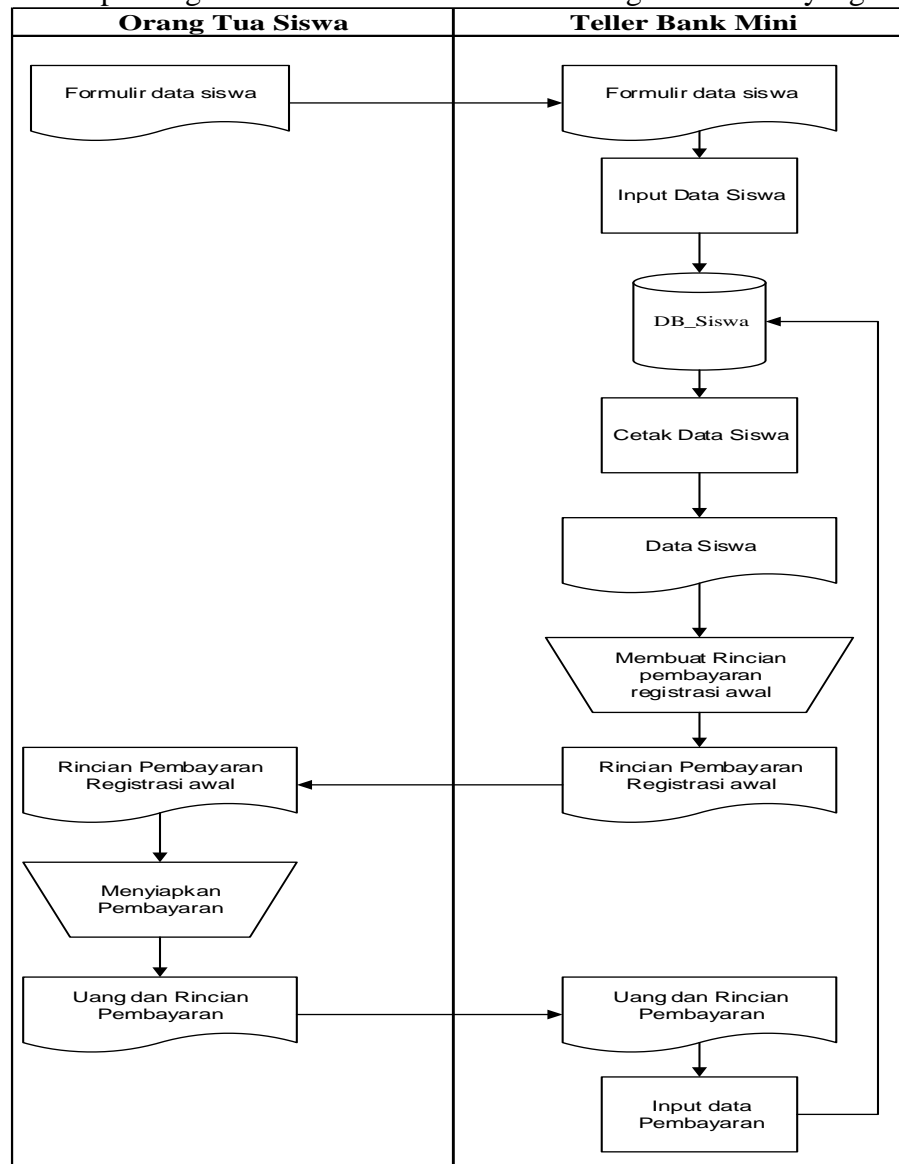 Orang Tua Siswa
Teller Bank Mini
Formulir data siswa
Formulir data siswa
Input Data Siswa
DB_Siswa
Cetak Data Siswa
Data Siswa
Membuat Rincian
pembayaran
registrasi awal
Rincian Pembayaran
Registrasi awal
Rincian Pembayaran
Registrasi awal
Menyiapkan
Pembayaran
Uang dan Rincian
Pembayaran
Uang dan Rincian
Pembayaran
Input data
Pembayaran